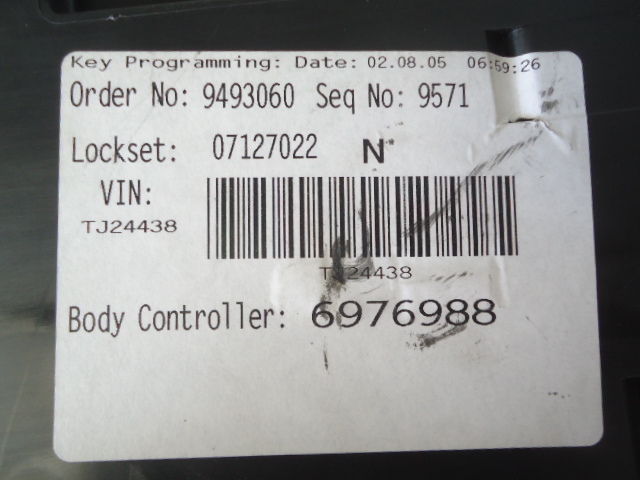 Key Programming: Date: 02.08.05 06:59:26
Order No: 9493060 Seq No: 9571
Lockset: 07127022 N
VIN:
TJ24438
TJ24438
Body Controller: 6976988